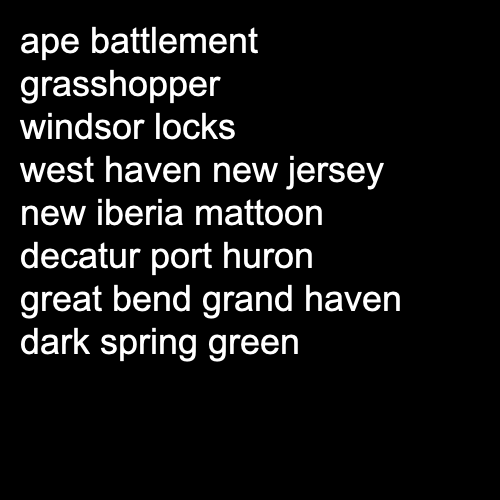 ape battlement
grasshopper
windsor locks
west haven new jersey
new iberia mattoon
decatur port huron
great bend grand haven
dark spring green